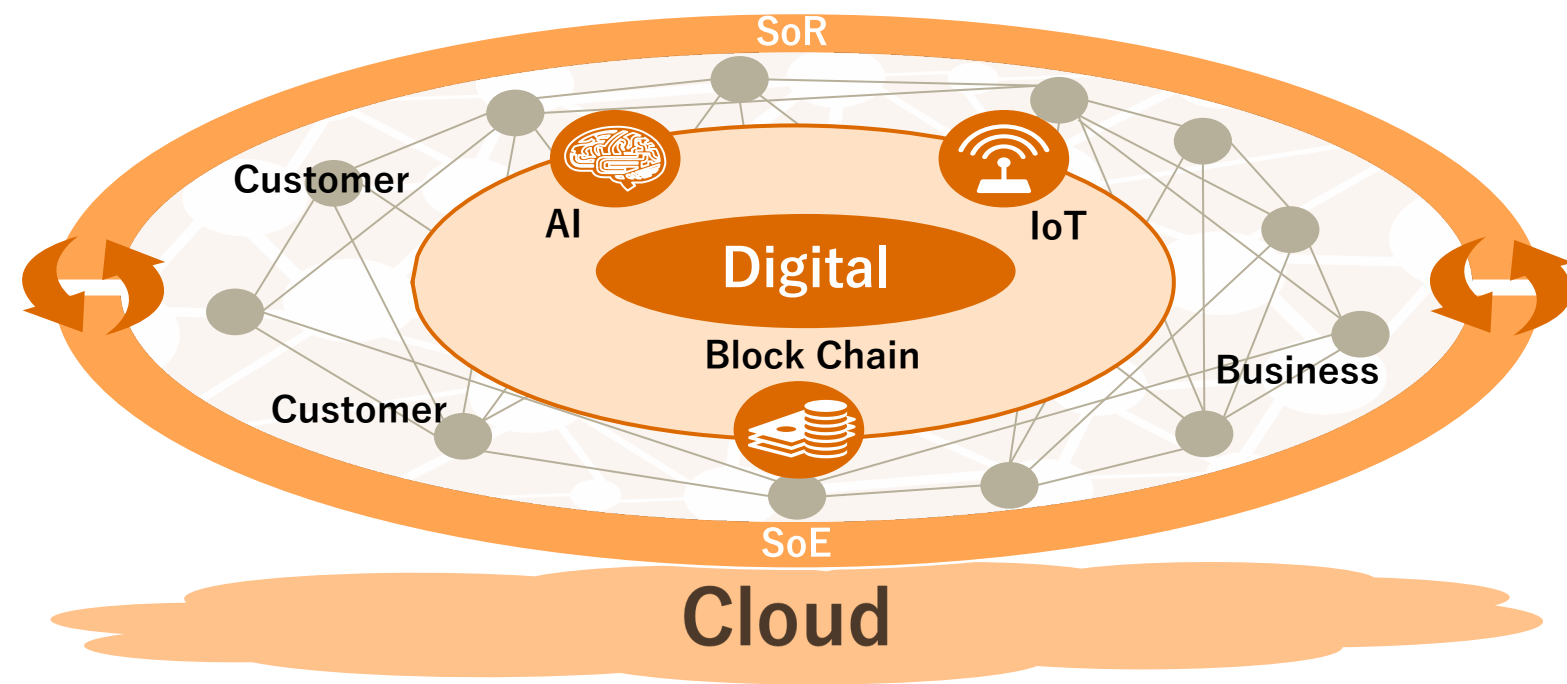 SoR
Customer
AI
IoT
Digital
Block Chain
Business
Customer
SoE
Cloud